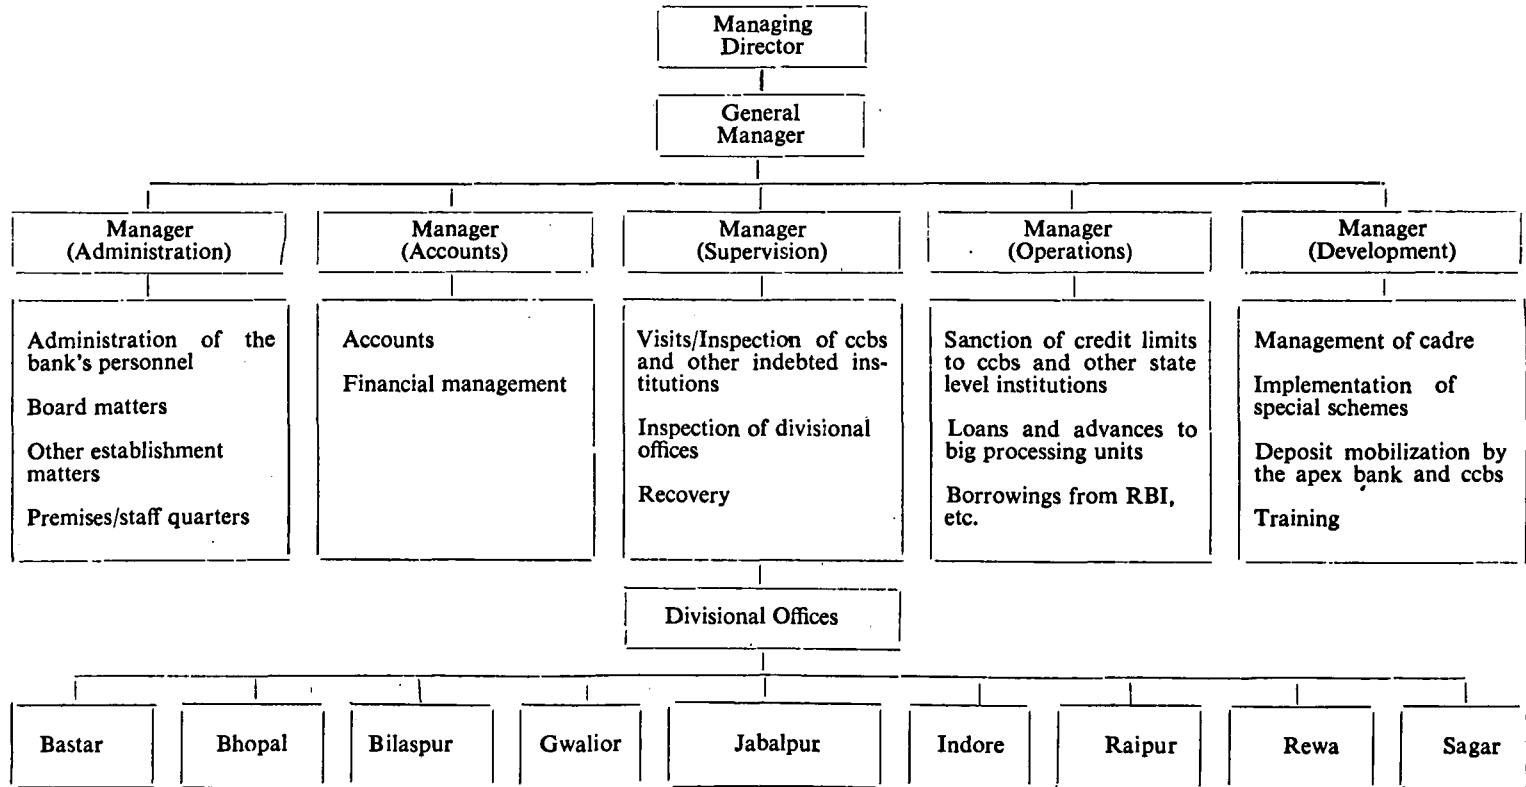 Managing
Director
General
Manager
Manager
(Administration)
Manager
(Accounts)
Manager
(Supervision)
Manager
(Operations)
Manager
(Development)
Administration of the
bank's personnel
Board matters
Other establishment
matters
Premises/staff quarters
Accounts
Financial management
Visits/Inspection of ccbs
and other indebted ins-
titutions
Inspection of divisional
offices
Recovery
Sanction of credit limits
to ccbs and other state
level institutions
Loans and advances to
big processing units
Borrowings from RBI,
etc.
Management of cadre
Implementation of
special schemes
Deposit mobilization by
the apex bank and ccbs
Training
Divisional Offices
Bastar
Bhopal
Bilaspur
Gwalior
Jabalpur
Indore
Raipur
Rewa
Sagar